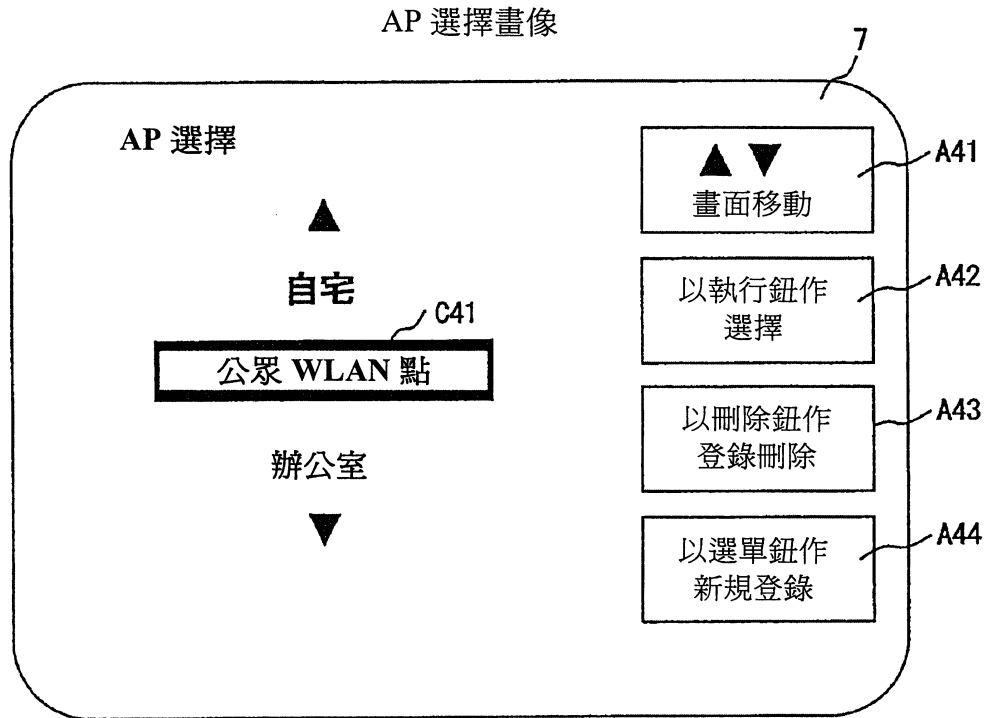 AP 選擇畫像
7
AP 選擇
▲
自宅
C41
公眾 WLAN 點
辦公室
▼
▲ ▼
畫面移動
A41
以執行鈕作
選擇
A42
以刪除鈕作
登錄刪除
A43
以選單鈕作
新規登錄
A44